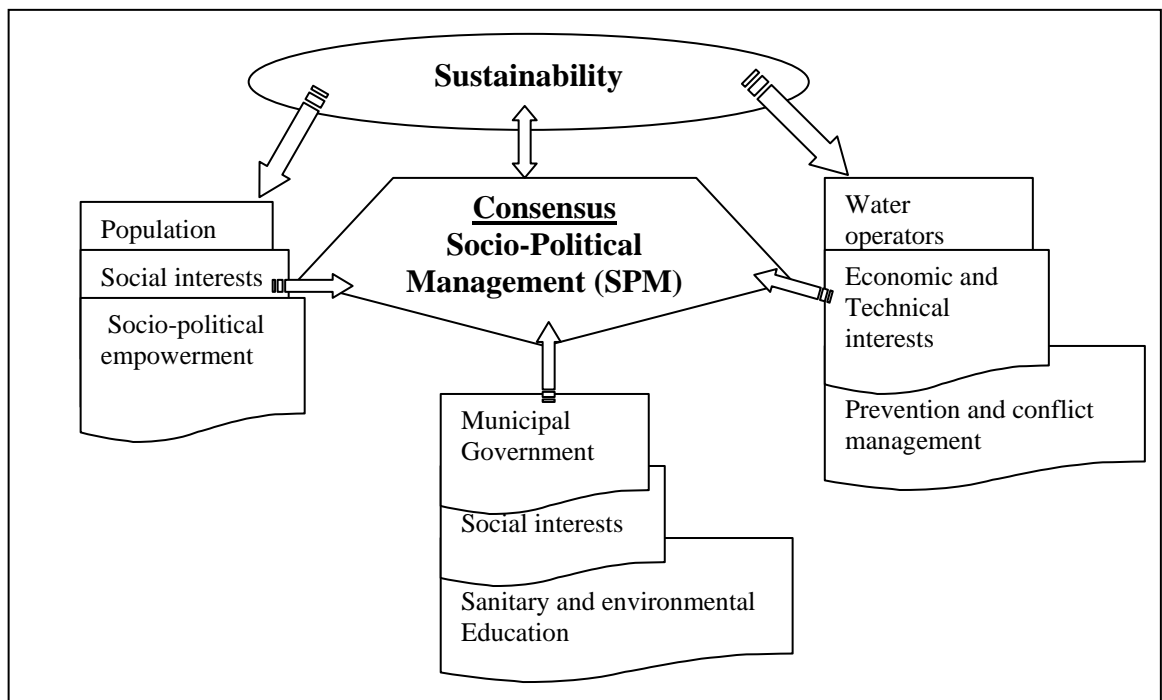 Sustainability
Consensus
Socio-Political
Management (SPM)
Population
Social interests
Socio-political
empowerment
Water
operators
Economic and
Technical
interests
Prevention and conflict
management
Municipal
Government
Social interests
Sanitary and environmental
Education